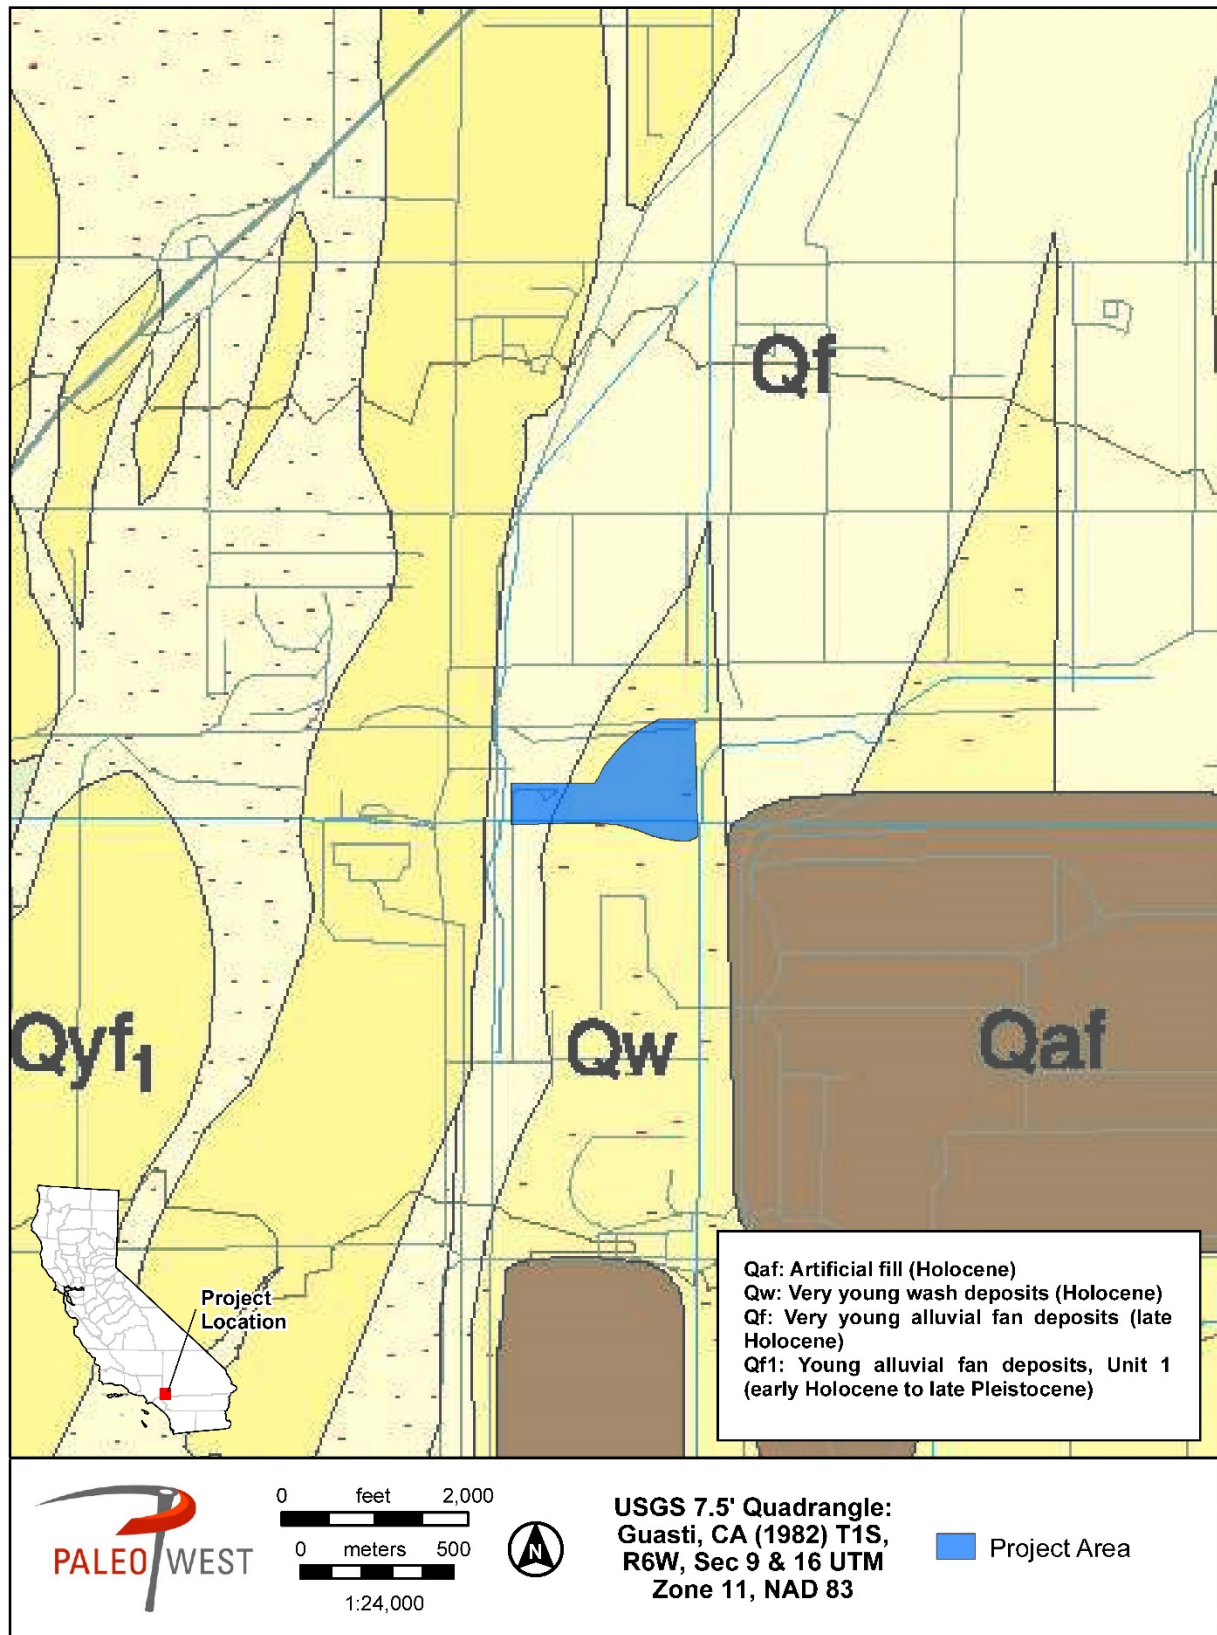 Qf
Qyf1
Qw
Qaf
Project
Location
Qaf: Artificial fill (Holocene)
Qw: Very young wash deposits (Holocene)
Qf: Very young alluvial fan deposits (late
Holocene)
Qf1: Young alluvial fan deposits, Unit 1
(early Holocene to late Pleistocene)
PALEO WEST
0 feet 2,000
0 meters 500
1:24,000
N
USGS 7.5' Quadrangle:
Guasti, CA (1982) T1S,
R6W, Sec 9 & 16 UTM
Zone 11, NAD 83
Project Area